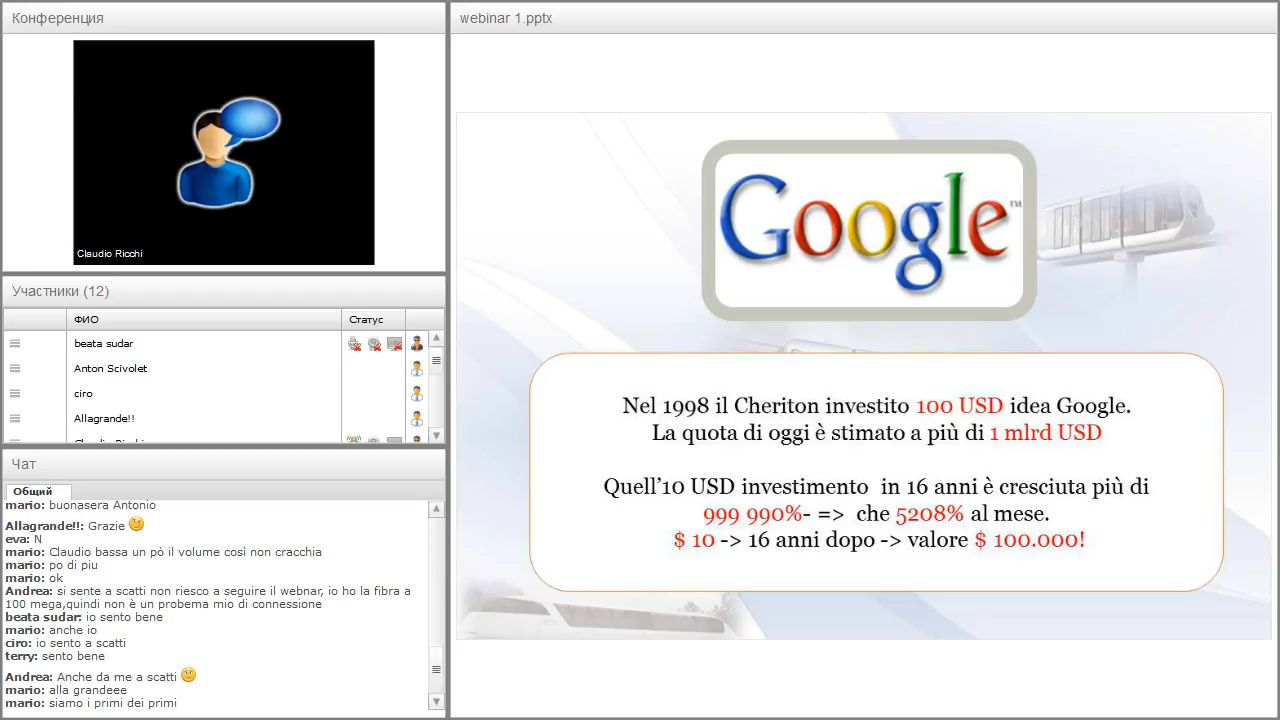 Конференция
Claudio Ricchi
Участники (12)
ФИО Статус
beata sudar
Anton Scivolet
ciro
Allagrande!!
Чат
Общий
mario: buonasera Antonio
Allagrande!!: Grazie
eva: N
mario: Claudio bassa un pò il volume così non cracchia
mario: po di piu
mario: ok
Andrea: si sente a scatti non riesco a seguire il webnar, io ho la fibra a
100 mega,quindi non è un probema mio di connessione
beata sudar: io sento bene
mario: anche io
ciro: io sento a scatti
terry: sento bene
Andrea: Anche da me a scatti
mario: alla grandeee
mario: siamo i primi dei primi
webinar 1.pptx
Google™
Nel 1998 il Cheriton investito 100 USD idea Google.
La quota di oggi è stimato a più di 1 mlrd USD
Quell'10 USD investimento in 16 anni è cresciuta più di
999 990%- => che 5208% al mese.
$ 10 -> 16 anni dopo -> valore $ 100.000!